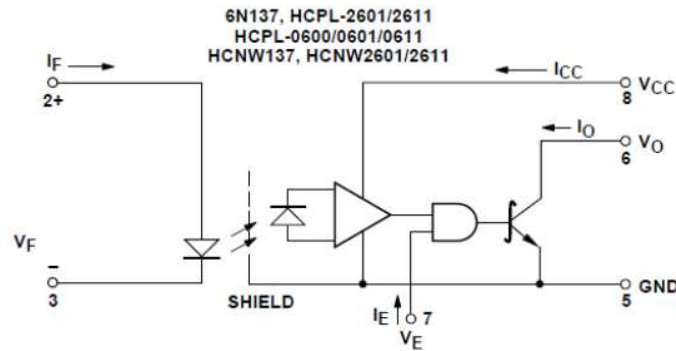 6N137, HCPL-2601/2611
HCPL-0600/0601/0611
HCNW137, HCNW2601/2611
IF
2+
ICC
VCC
8
IO
VO
6
VF
–
3
SHIELD
GND
5
IE
7
VE